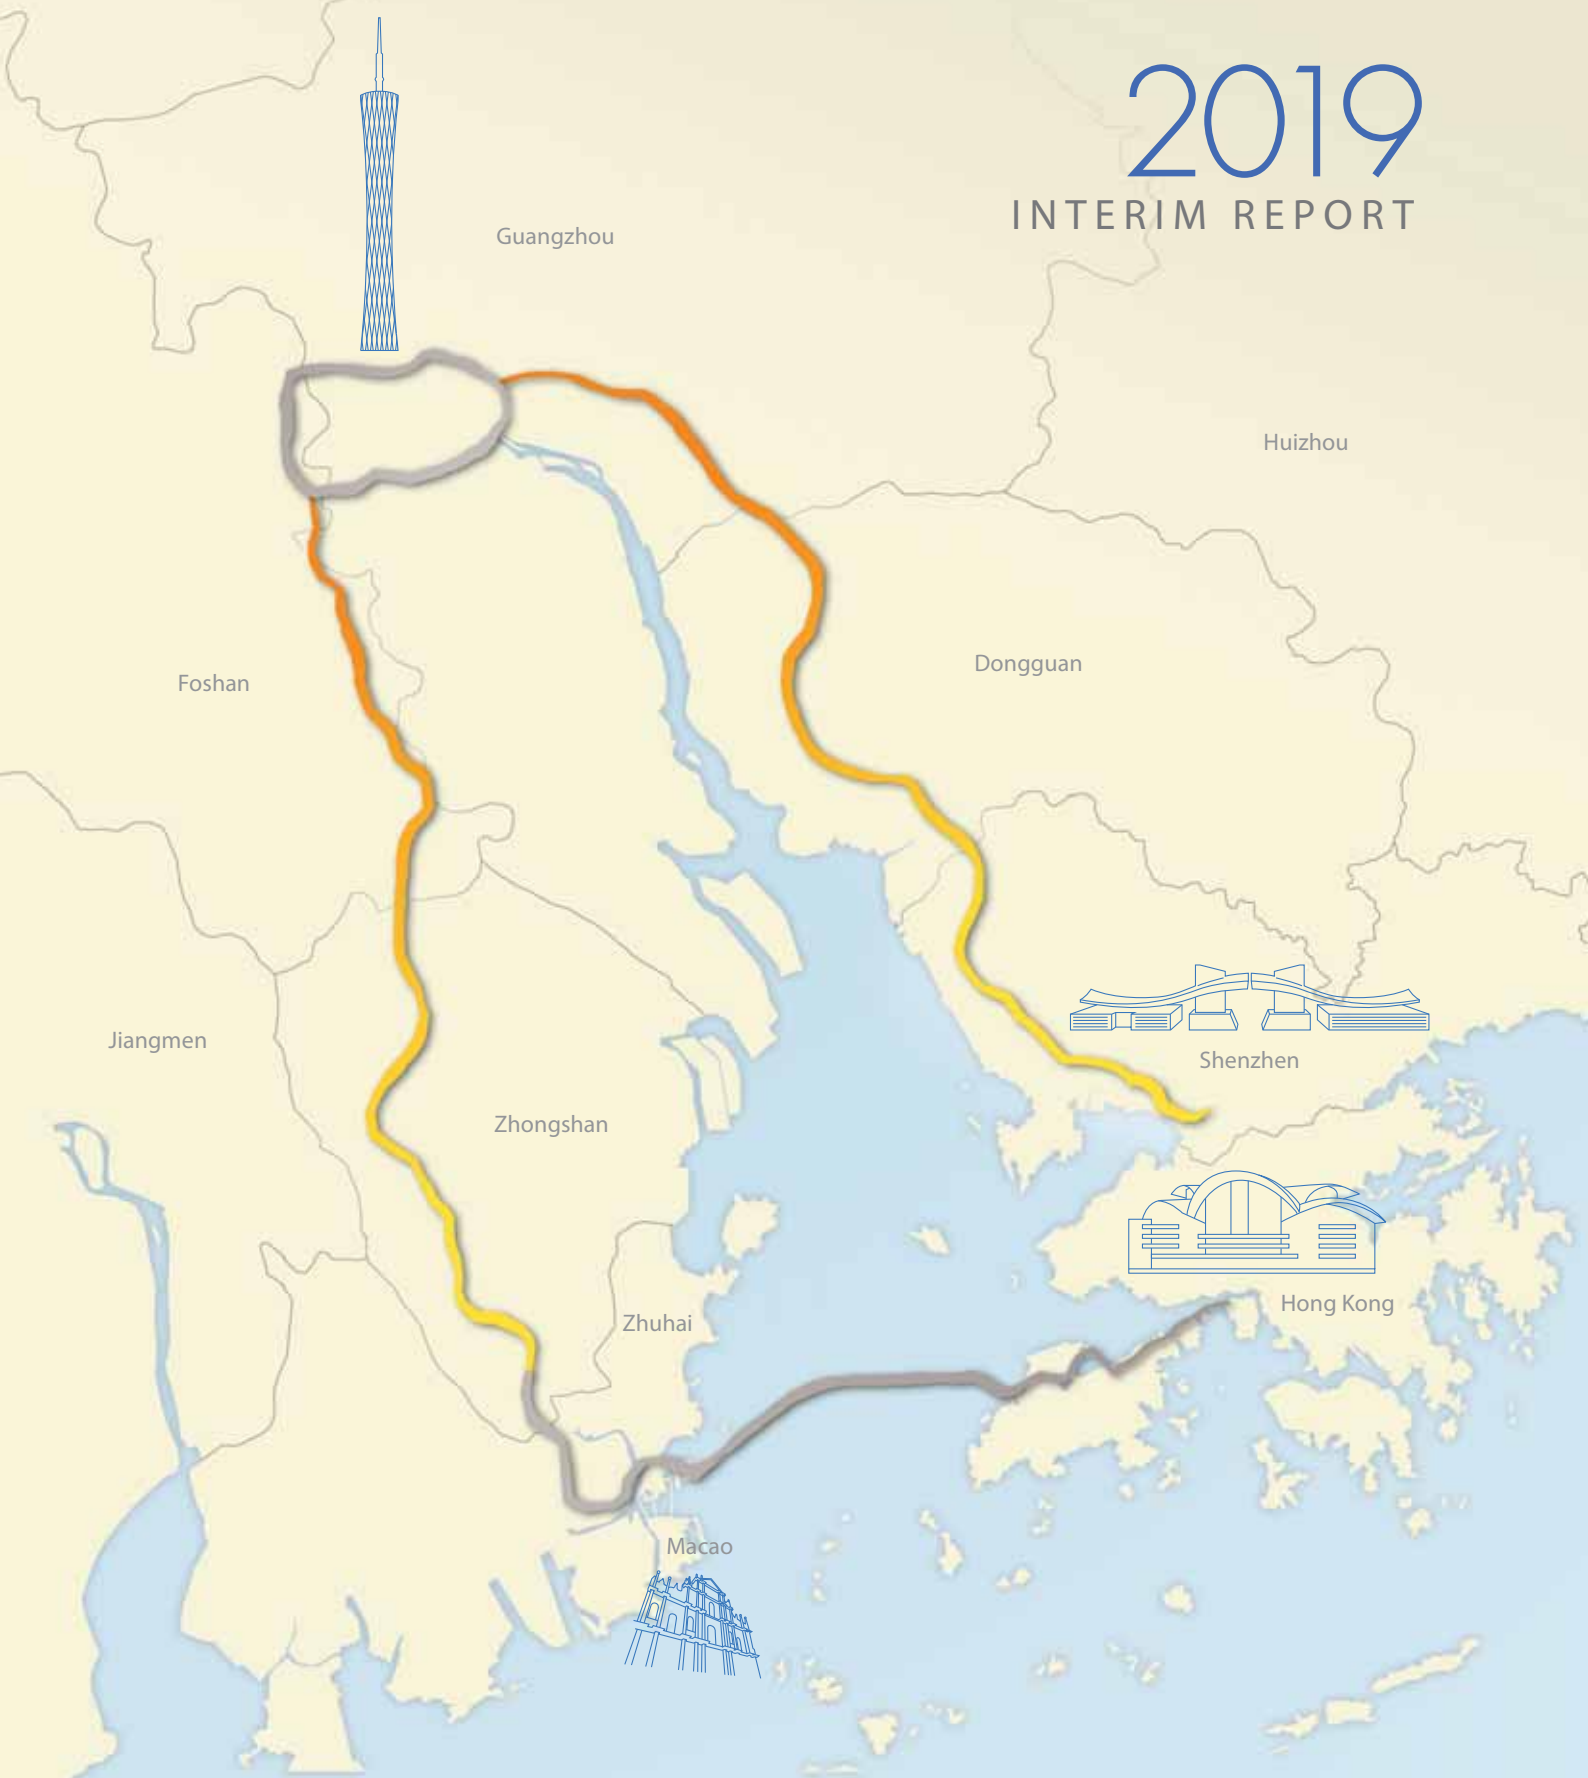 2019
INTERIM REPORT
Guangzhou
Huizhou
Dongguan
Foshan
Jiangmen
Shenzhen
Zhongshan
Hong Kong
Zhuhai
Macao